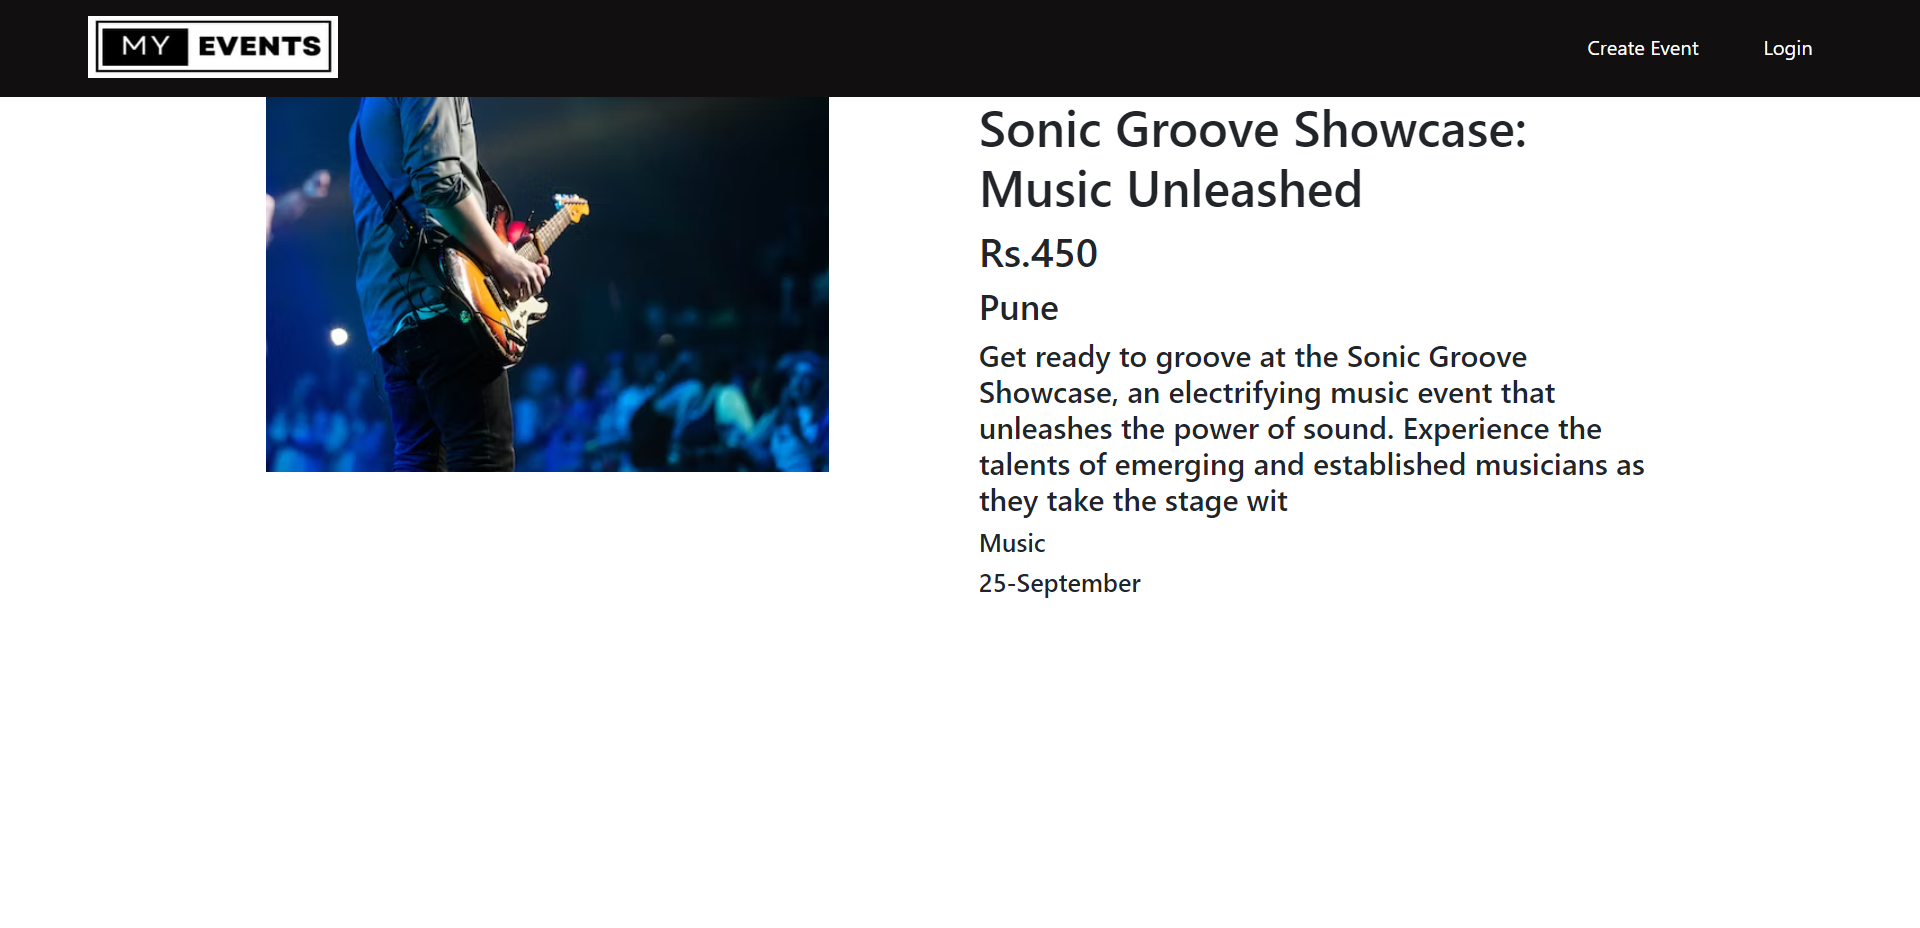 MY EVENTS
Create Event
Login
Sonic Groove Showcase:
Music Unleashed
Rs.450
Pune
Get ready to groove at the Sonic Groove
Showcase, an electrifying music event that
unleashes the power of sound. Experience the
talents of emerging and established musicians as
they take the stage wit
Music
25-September